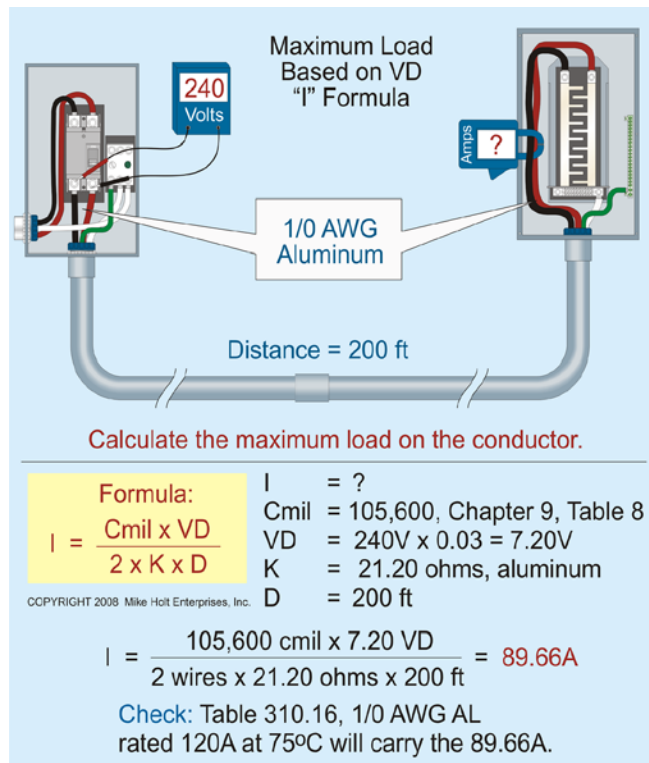 Maximum Load
Based on VD
“I” Formula
240
Volts
Amps
?
1/0 AWG
Aluminum
Distance = 200 ft
Calculate the maximum load on the conductor.
Formula:
I = Cmil x VD
2 x K x D
COPYRIGHT 2008 Mike Holt Enterprises, Inc.
I = ?
Cmil = 105,600, Chapter 9, Table 8
VD = 240V x 0.03 = 7.20V
K = 21.20 ohms, aluminum
D = 200 ft
I = 105,600 cmil x 7.20 VD = 89.66A
2 wires x 21.20 ohms x 200 ft
Check: Table 310.16, 1/0 AWG AL
rated 120A at 75ºC will carry the 89.66A.